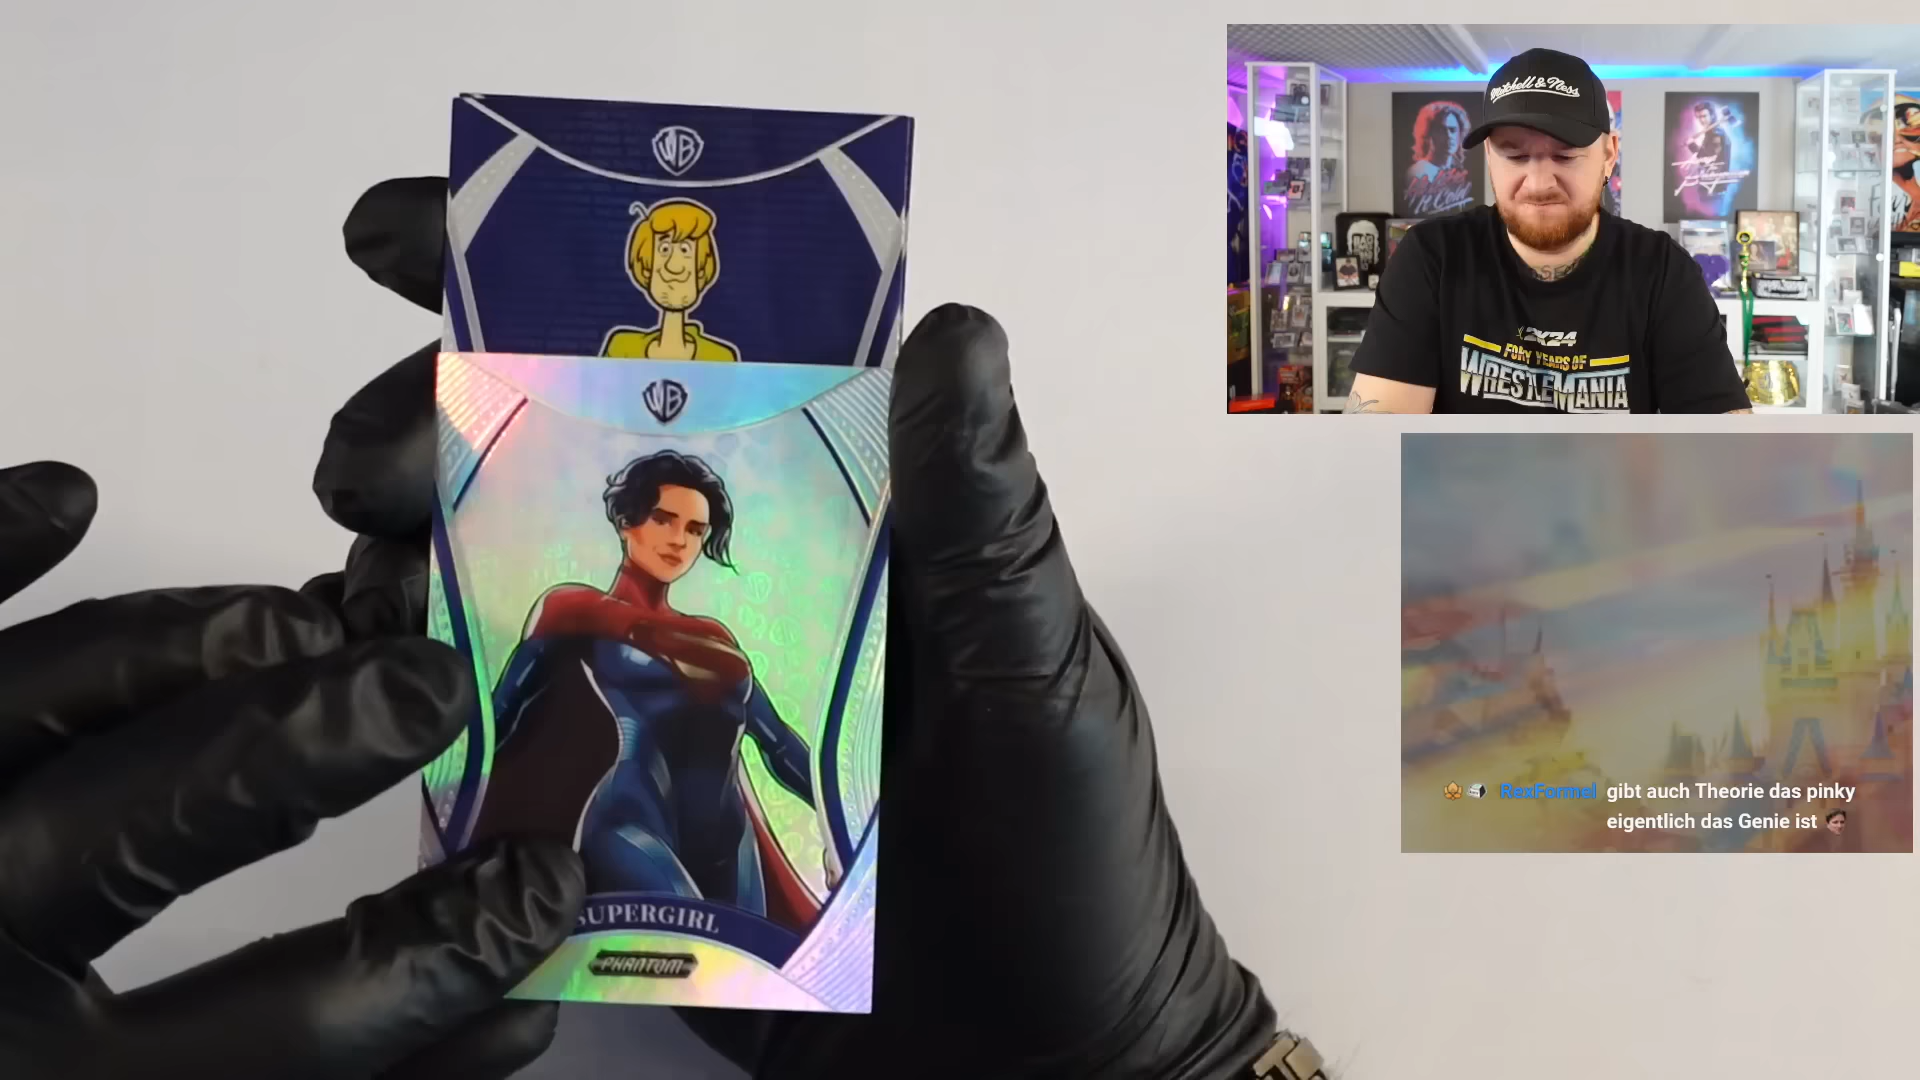 WB
WB
SUPERGIRL
PHANTOM
Mitchell & Ness
2K24
FORTY YEARS OF
WRESTLEMANIA
RexFormel gibt auch Theorie das pinky
eigentlich das Genie ist